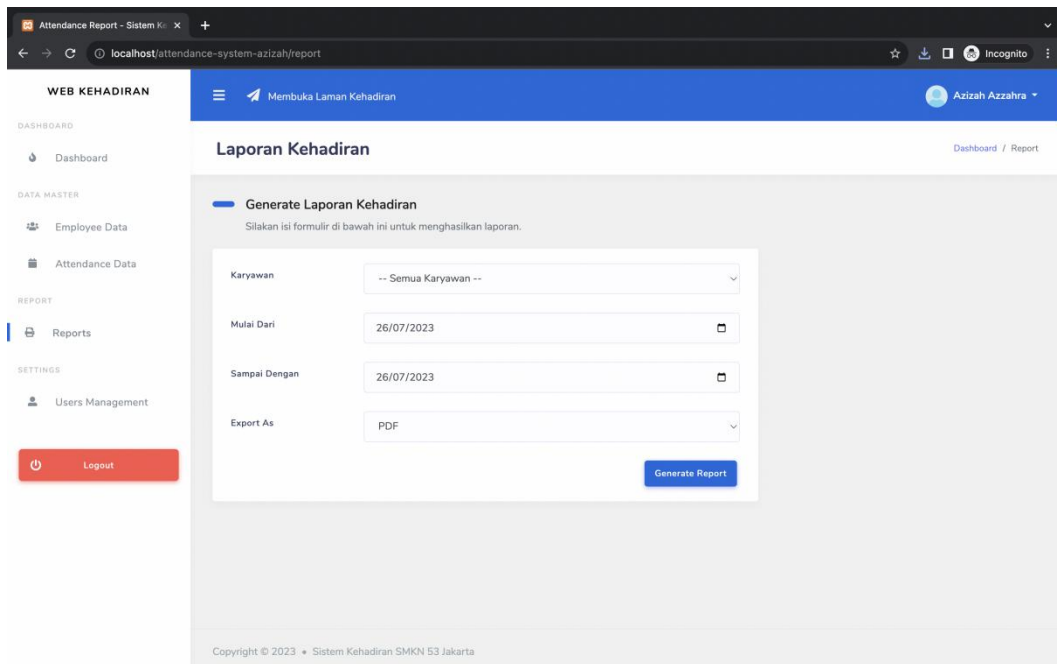 Attendance Report - Sistem Ke
localhost/attendance-system-azizah/report
Incognito
WEB KEHADIRAN
Membuka Laman Kehadiran
Azizah Azzahra
DASHBOARD
Dashboard
DATA MASTER
Employee Data
Attendance Data
REPORT
Reports
SETTINGS
Users Management
Logout
Laporan Kehadiran
Dashboard / Report
Generate Laporan Kehadiran
Silakan isi formulir di bawah ini untuk menghasilkan laporan.
Karyawan
-- Semua Karyawan --
Mulai Dari
26/07/2023
Sampai Dengan
26/07/2023
Export As
PDF
Generate Report
Copyright © 2023 • Sistem Kehadiran SMKN 53 Jakarta